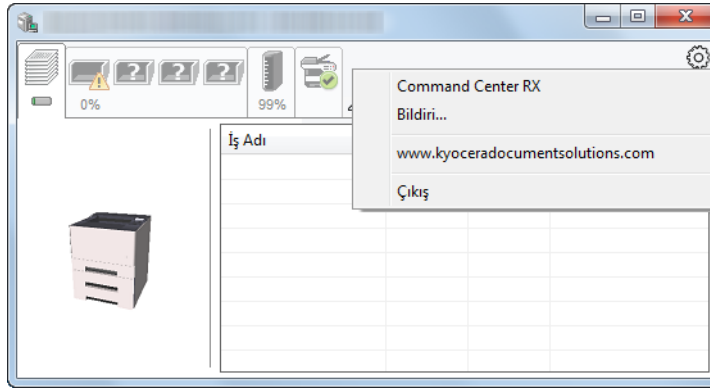 0%
?
?
?
99%
Command Center RX
Bildiri...
www.kyoceradocumentsolutions.com
Çıkış
İş Adı